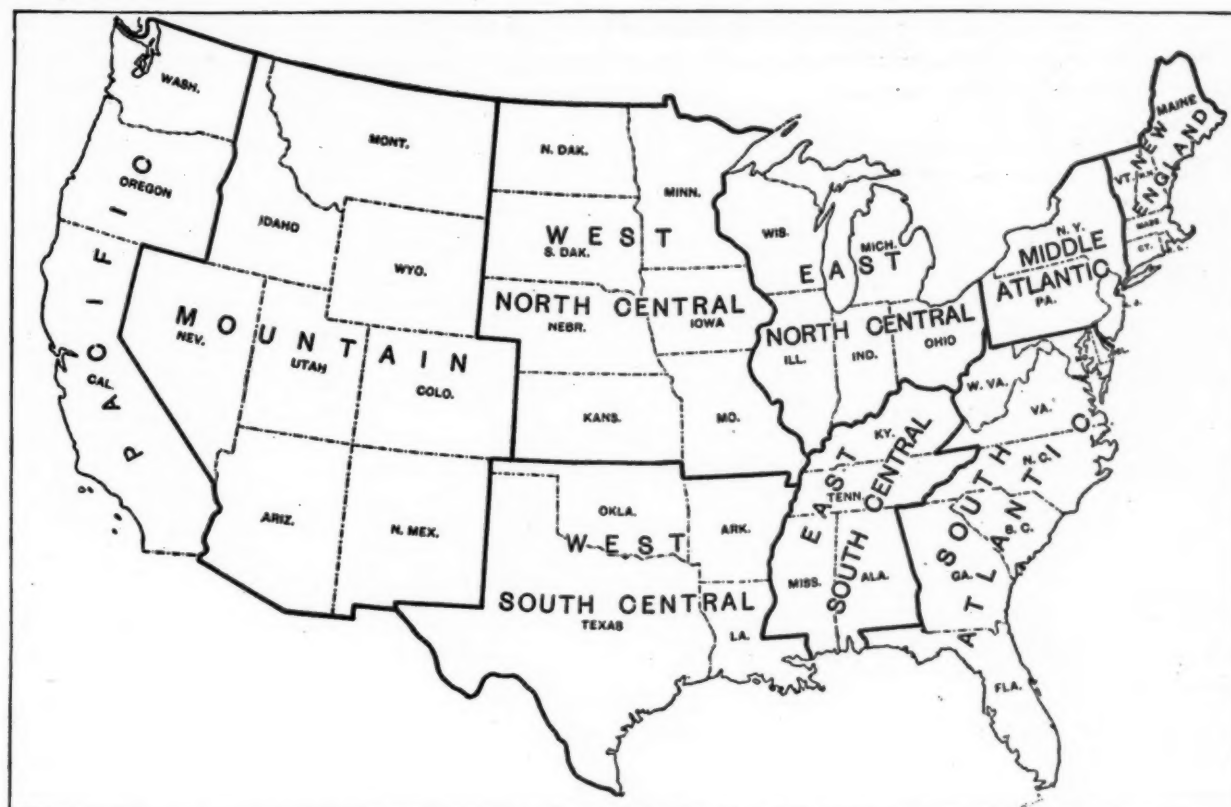 WASH.
OREGON
CAL.
PACIFIC
MONT.
IDAHO
WYO.
MOUNTAIN
NEV.
UTAH
COLO.
ARIZ.
N. MEX.
N. DAK.
MINN.
WEST
S. DAK.
NORTH CENTRAL
NEBR.
IOWA
KANS.
MO.
WIS.
MICH.
EAST
NORTH CENTRAL
ILL.
IND.
OHIO
OKLA.
ARK.
WEST
SOUTH CENTRAL
TEXAS
LA.
KY.
TENN.
EAST
SOUTH CENTRAL
MISS.
ALA.
MAINE
NEW
ENGLAND
VT.
MASS
CT.
N. Y.
MIDDLE
ATLANTIC
PA.
N.J.
W. VA.
VA.
N. C.
S. C.
SOUTH
ATLANTIC
GA.
FLA.